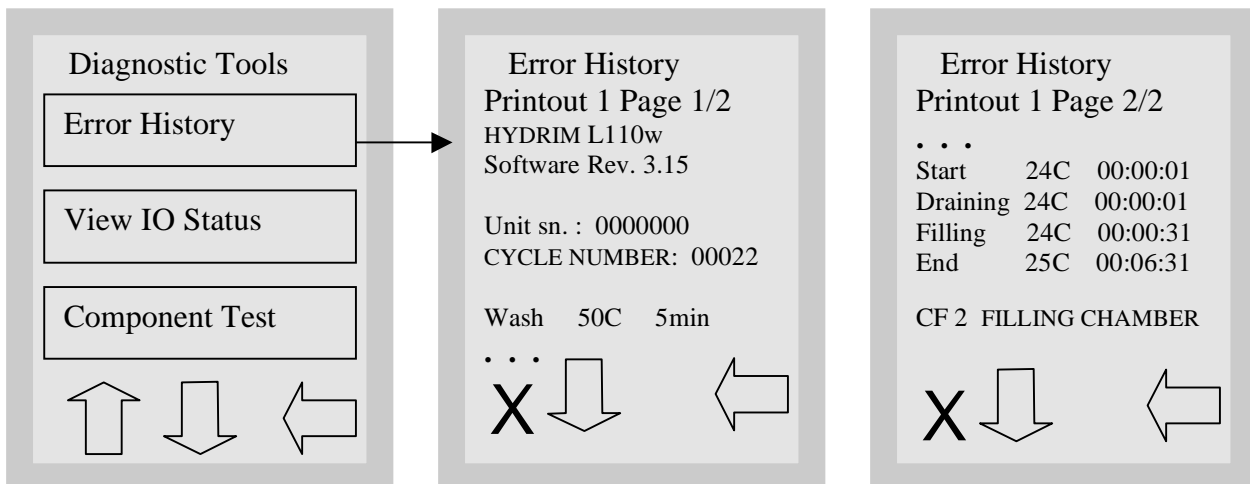 Diagnostic Tools
Error History
View IO Status
Component Test
Error History
Printout 1 Page 1/2
HYDRIM L110w
Software Rev. 3.15
Unit sn. : 0000000
CYCLE NUMBER: 00022
Wash 50C 5min
. . .
X
Error History
Printout 1 Page 2/2
. . .
Start 24C 00:00:01
Draining 24C 00:00:01
Filling 24C 00:00:31
End 25C 00:06:31
CF 2 FILLING CHAMBER
X